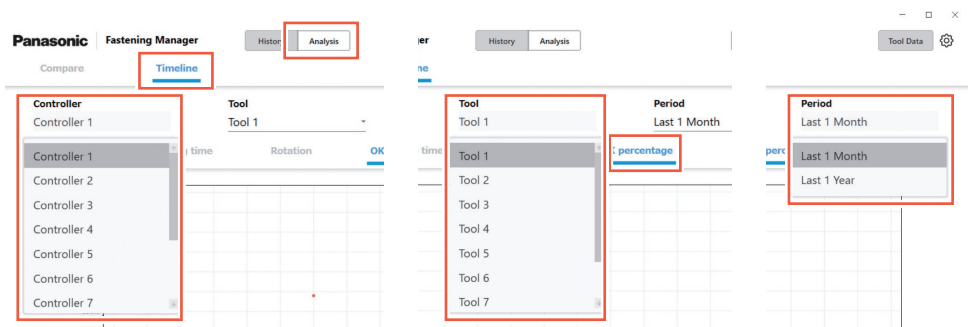 Panasonic Fastening Manager Histor Analysis
Compare Timeline
Controller Tool
Controller 1 Tool 1
Controller 1 time Rotation OK
Controller 2
Controller 3
Controller 4
Controller 5
Controller 6
Controller 7
ger History Analysis
ne
Tool Period
Tool 1 Last 1 Month
time Tool 1 percentage
Tool 2
Tool 3
Tool 4
Tool 5
Tool 6
Tool 7
Tool Data
Period
Last 1 Month
perc Last 1 Month
Last 1 Year